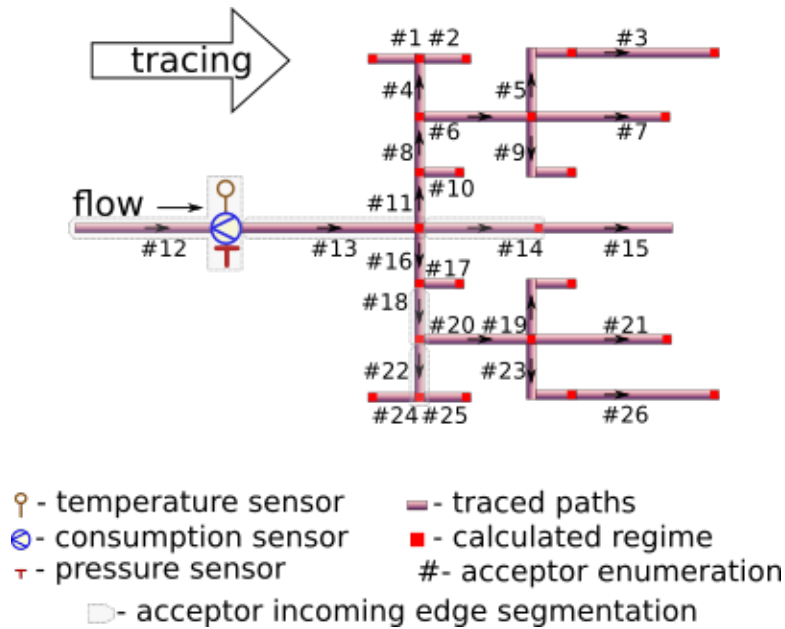 tracing
#1 #2
#3
#4
#5
#6
#7
#8
#9
#10
flow
#11
#12
#13
#14
#15
#16
#17
#18
#20 #19
#21
#22
#23
#24 #25
#26
- temperature sensor
- traced paths
- consumption sensor
- calculated regime
- pressure sensor
#- acceptor enumeration
- acceptor incoming edge segmentation